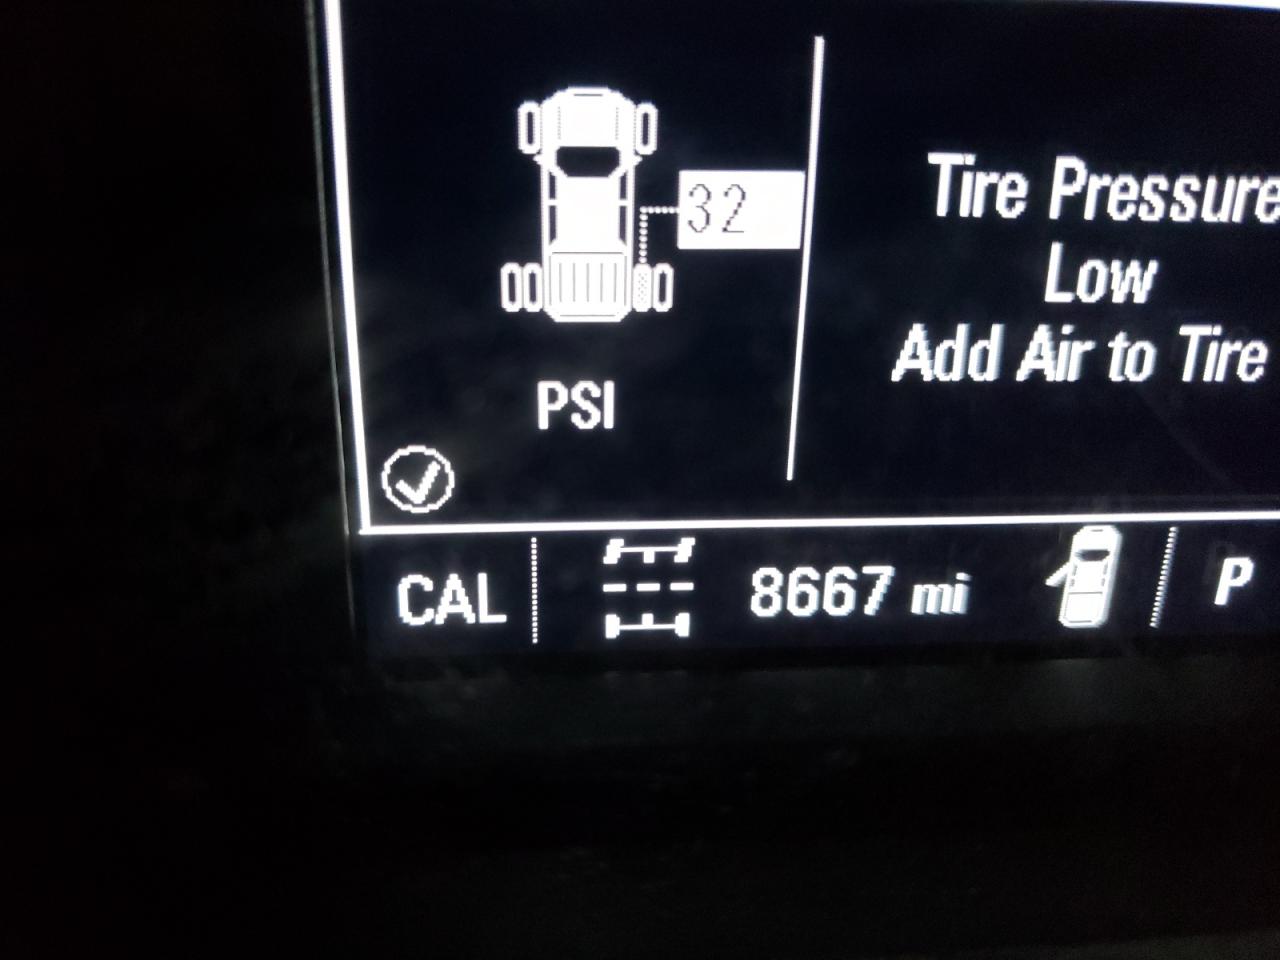 32
Tire Pressure
Low
Add Air to Tire
PSI
CAL
8667 mi
P